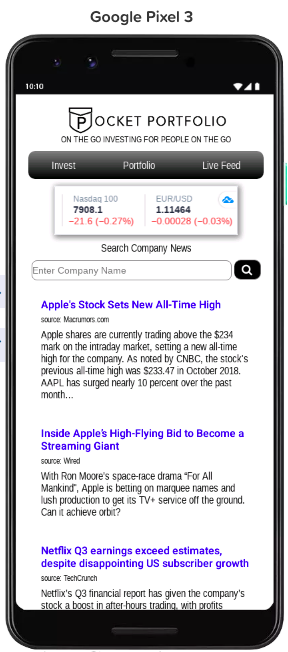 Google Pixel 3
10:10
POCKET PORTFOLIO
ON THE GO INVESTING FOR PEOPLE ON THE GO
Invest Portfolio Live Feed
Nasdaq 100 EUR/USD
7908.1 1.11464
−21.6 (−0.27%) −0.00028 (−0.03%)
Search Company News
Enter Company Name
Apple's Stock Sets New All-Time High
source: Macrumors.com
Apple shares are currently trading above the $234
mark on the intraday market, setting a new all-time
high for the company. As noted by CNBC, the stock's
previous all-time high was $233.47 in October 2018.
AAPL has surged nearly 10 percent over the past
month…
Inside Apple's High-Flying Bid to Become a
Streaming Giant
source: Wired
With Ron Moore's space-race drama "For All
Mankind", Apple is betting on marquee names and
lush production to get its TV+ service off the ground.
Can it achieve orbit?
Netflix Q3 earnings exceed estimates,
despite disappointing US subscriber growth
source: TechCrunch
Netflix's Q3 financial report has given the company's
stock a boost in after-hours trading, with profits